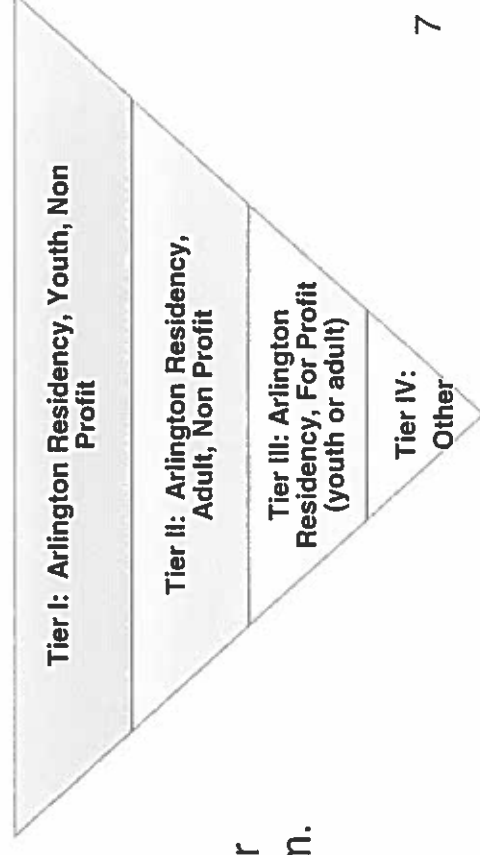 Tier I: Arlington Residency, Youth, Non
Profit
Tier II: Arlington Residency,
Adult, Non Profit
Tier III: Arlington
Residency, For Profit
(youth or adult)
Tier IV:
Other
r
n.
7